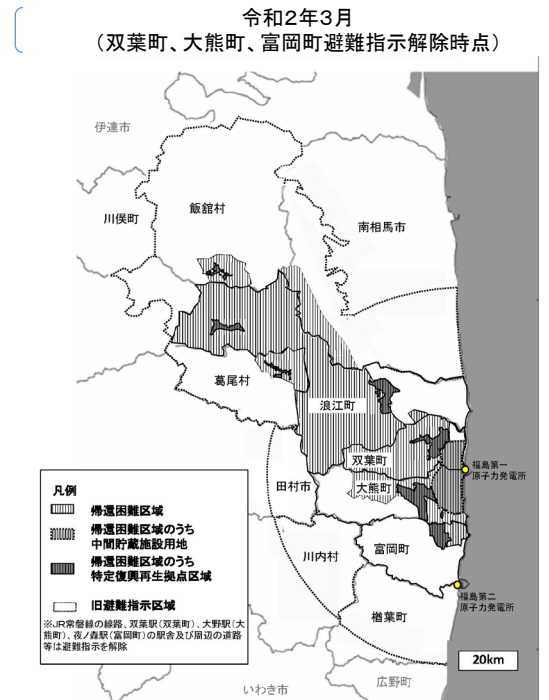 令和2年3月
（双葉町、大熊町、富岡町避難指示解除時点）
伊達市
川俣町
飯舘村
南相馬市
葛尾村
浪江町
双葉町
大熊町
田村市
福島第一
原子力発電所
川内村
富岡町
福島第二
原子力発電所
楢葉町
広野町
いわき市
20km
凡例
帰還困難区域
帰還困難区域のうち
中間貯蔵施設用地
帰還困難区域のうち
特定復興再生拠点区域
旧避難指示区域
※JR常磐線の線路、双葉駅(双葉町)、大野駅(大
熊町)、夜ノ森駅(富岡町)の駅舎及び周辺の道路
等は避難指示を解除